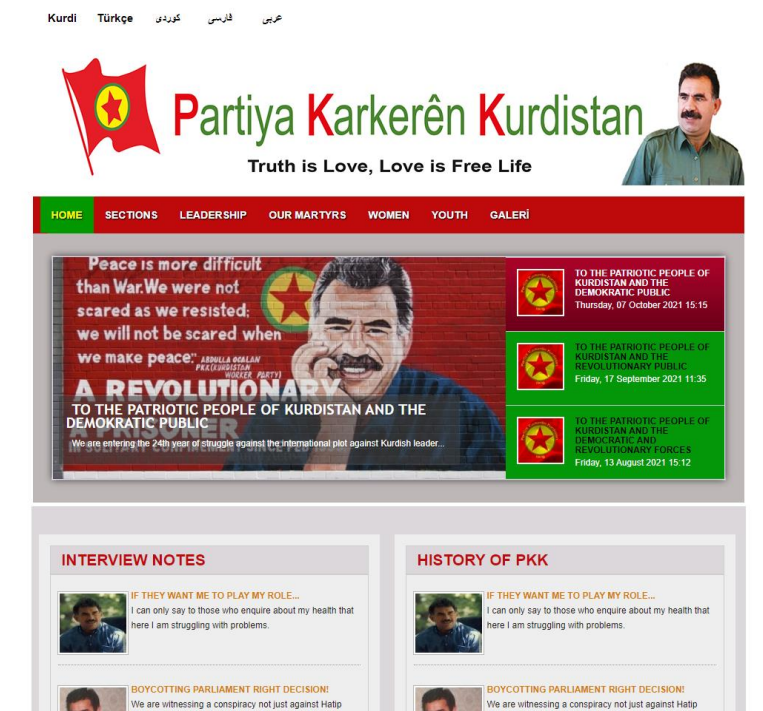 Kurdi Türkçe كوردی فارسی عربی
Partiya Karkerên Kurdistan
Truth is Love, Love is Free Life
HOME SECTIONS LEADERSHIP OUR MARTYRS WOMEN YOUTH GALERİ
Peace is more difficult
than War. We were not
scared as we resisted;
we will not be scared when
we make peace." ABDULLA OCALAN
PKK (KURDISTAN
WORKER PARTY)
A REVOLUTIONARY
A PRISONER
IN SOLITARY CONFINEMENT SINCE FEB
TO THE PATRIOTIC PEOPLE OF KURDISTAN AND THE
DEMOKRATIC PUBLIC
We are entering the 24th year of struggle against the international plot against Kurdish leader...
TO THE PATRIOTIC PEOPLE OF
KURDISTAN AND THE
DEMOKRATIC PUBLIC
Thursday, 07 October 2021 15:15
TO THE PATRIOTIC PEOPLE OF
KURDISTAN AND THE
REVOLUTIONARY PUBLIC
Friday, 17 September 2021 11:35
TO THE PATRIOTIC PEOPLE OF
KURDISTAN AND THE
DEMOCRATIC AND
REVOLUTIONARY FORCES
Friday, 13 August 2021 15:12
INTERVIEW NOTES
IF THEY WANT ME TO PLAY MY ROLE...
I can only say to those who enquire about my health that
here I am struggling with problems.
BOYCOTTING PARLIAMENT RIGHT DECISION!
We are witnessing a conspiracy not just against Hatip
HISTORY OF PKK
IF THEY WANT ME TO PLAY MY ROLE...
I can only say to those who enquire about my health that
here I am struggling with problems.
BOYCOTTING PARLIAMENT RIGHT DECISION!
We are witnessing a conspiracy not just against Hatip